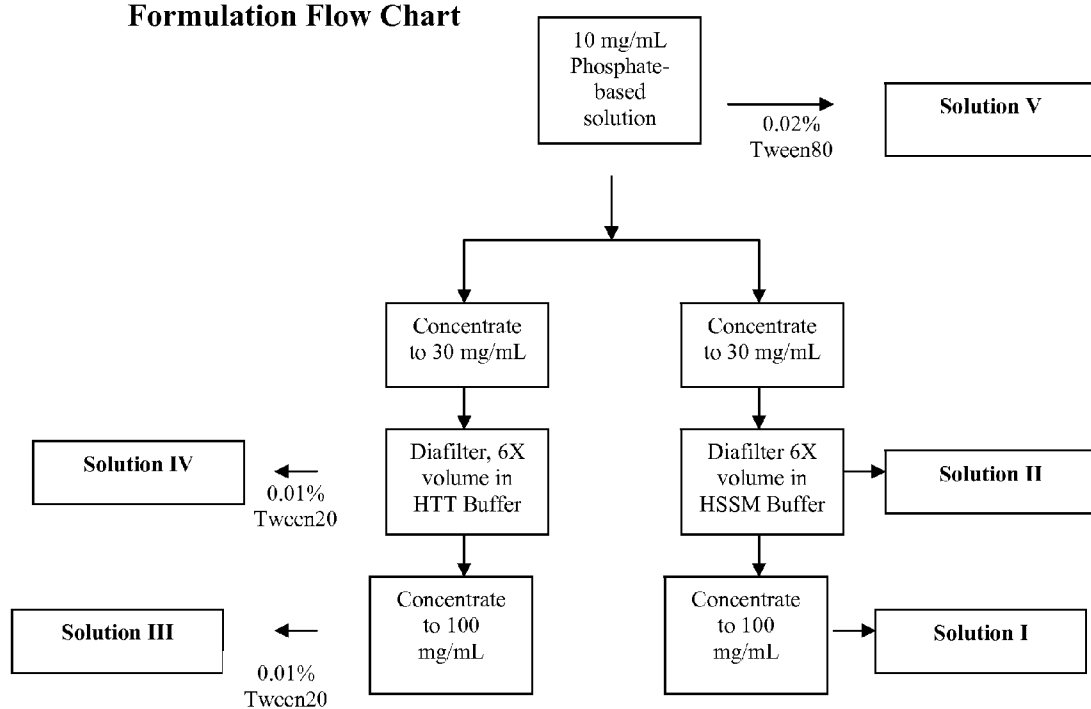 Formulation Flow Chart
10 mg/mL
Phosphate-
based
solution
0.02%
Tween80
Solution V
Concentrate
to 30 mg/mL
Concentrate
to 30 mg/mL
Solution IV
0.01%
Tween20
Diafilter, 6X
volume in
HTT Buffer
Diafilter 6X
volume in
HSSM Buffer
Solution II
Solution III
0.01%
Tween20
Concentrate
to 100
mg/mL
Concentrate
to 100
mg/mL
Solution I